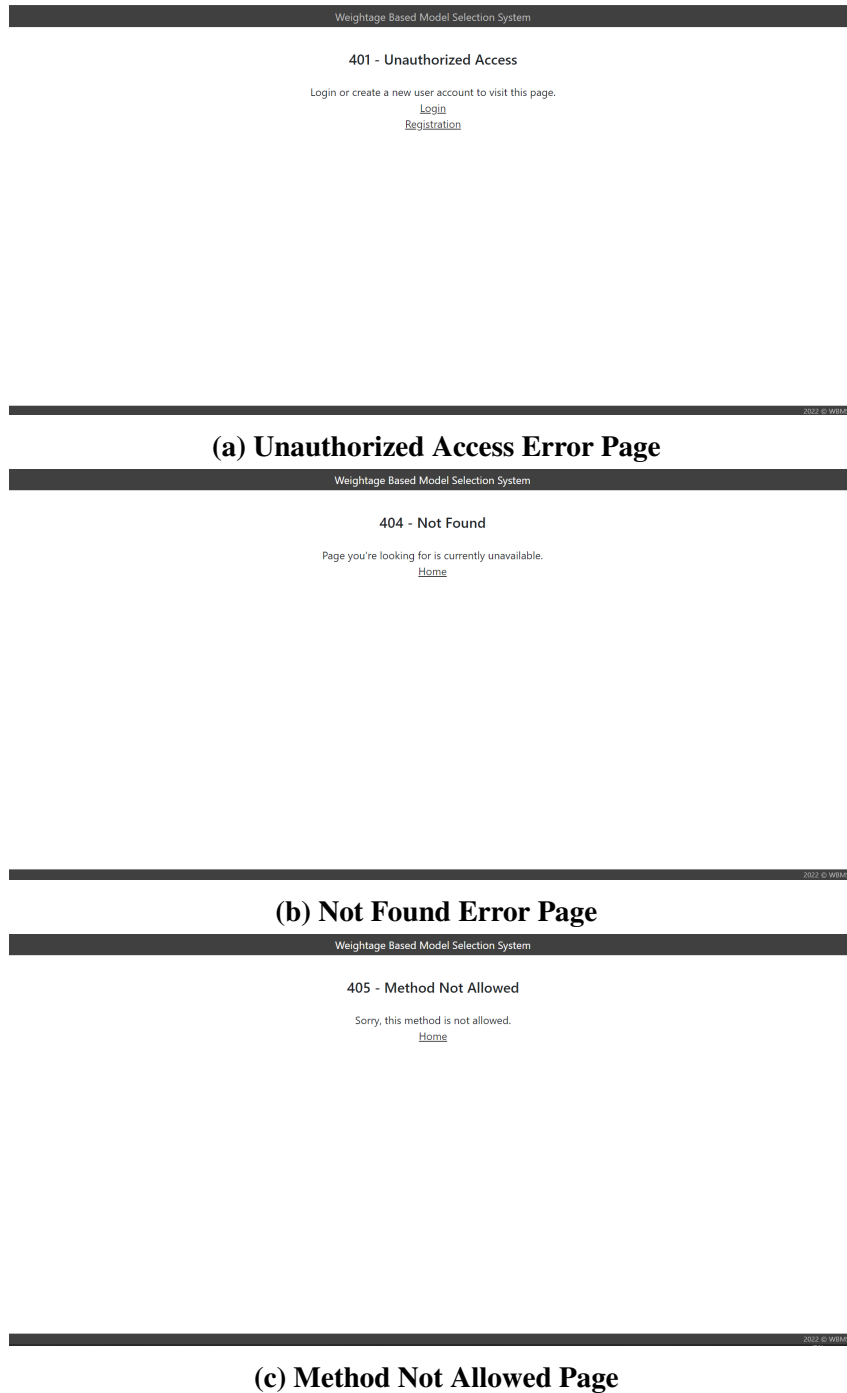 Weightage Based Model Selection System
401 - Unauthorized Access
Login or create a new user account to visit this page.
Login
Registration
2022 © WBMS
(a) Unauthorized Access Error Page
Weightage Based Model Selection System
404 - Not Found
Page you're looking for is currently unavailable.
Home
2022 © WBMS
(b) Not Found Error Page
Weightage Based Model Selection System
405 - Method Not Allowed
Sorry, this method is not allowed.
Home
2022 © WBMS
(c) Method Not Allowed Page